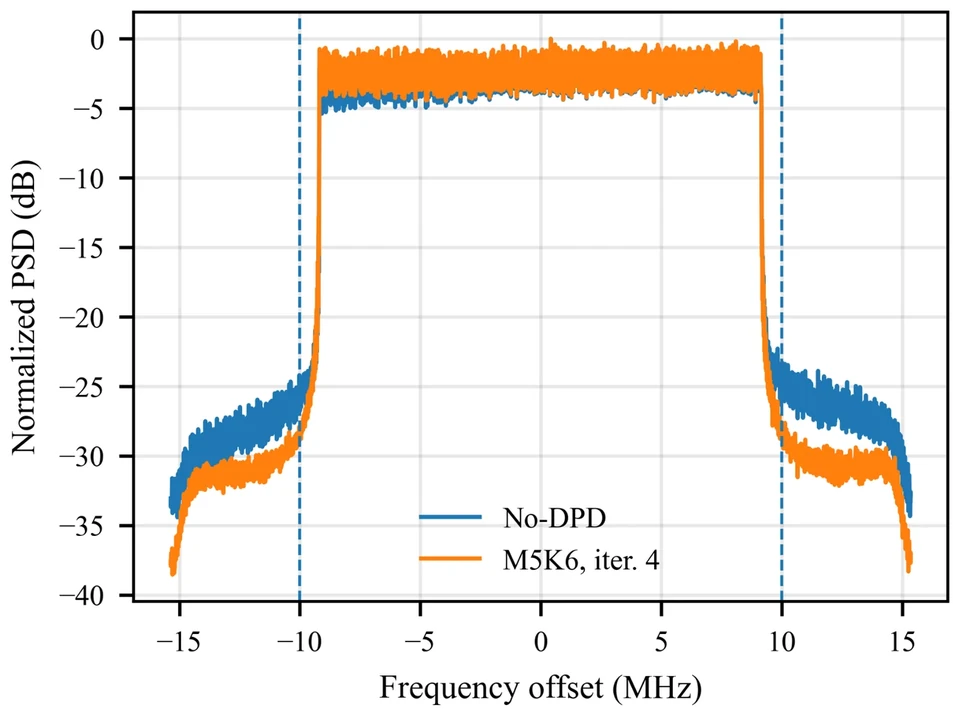 Normalized PSD (dB)
0
−5
−10
−15
−20
−25
−30
−35
−40
No-DPD
M5K6, iter. 4
−15 −10 −5 0 5 10 15
Frequency offset (MHz)